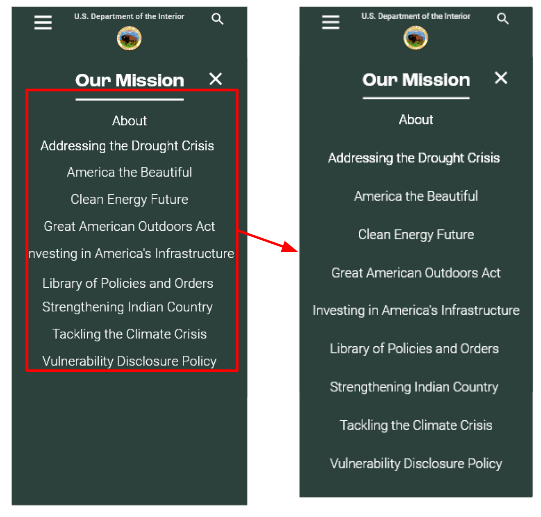 U.S. Department of the Interior
Our Mission
About
Addressing the Drought Crisis
America the Beautiful
Clean Energy Future
Great American Outdoors Act
Investing in America's Infrastructure
Library of Policies and Orders
Strengthening Indian Country
Tackling the Climate Crisis
Vulnerability Disclosure Policy
U.S. Department of the Interior
Our Mission
About
Addressing the Drought Crisis
America the Beautiful
Clean Energy Future
Great American Outdoors Act
Investing in America's Infrastructure
Library of Policies and Orders
Strengthening Indian Country
Tackling the Climate Crisis
Vulnerability Disclosure Policy